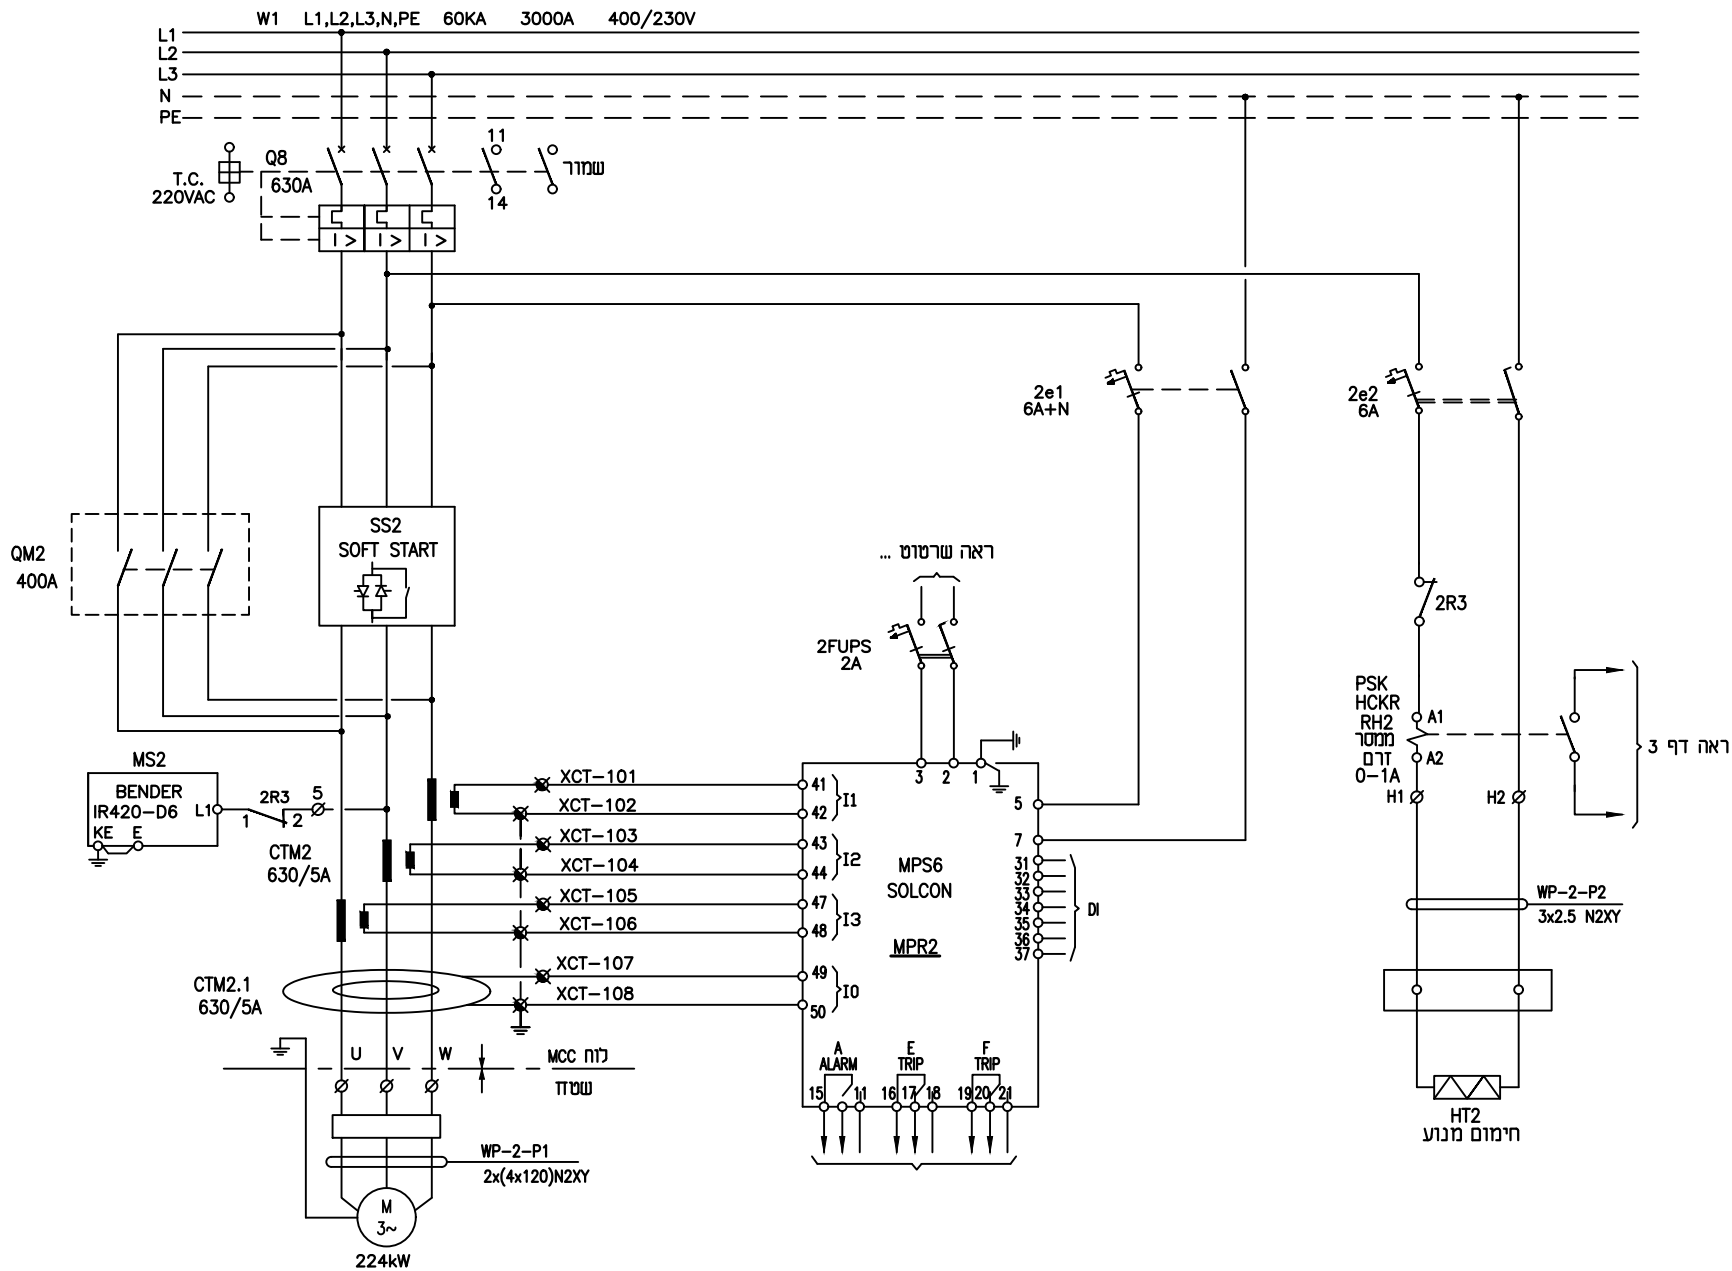 W1 L1,L2,L3,N,PE 60KA 3000A 400/230V
L1
L2
L3
N
PE
T.C.
220VAC
Q8
630A
11
14
שמור
I >
I >
I >
2e1
6A+N
2e2
6A
QM2
400A
SS2
SOFT START
ראה שרטוט ...
2FUPS
2A
2R3
PSK
HCKR
RH2
ממסר
זרם
0-1A
A1
A2
H1
H2
ראה דף 3
MS2
BENDER
IR420-D6
KE E
L1
2R3
1
2
5
CTM2
630/5A
XCT-101
XCT-102
XCT-103
XCT-104
XCT-105
XCT-106
XCT-107
XCT-108
41
42
I1
43
44
I2
47
48
I3
49
50
I0
3 2 1
MPS6
SOLCON
MPR2
5
7
31
32
33
34
35
36
37
DI
A
ALARM
E
TRIP
F
TRIP
15 11 16 17 18 19 20 21
CTM2.1
630/5A
U V W
לוח MCC
שטח
WP-2-P1
2x(4x120)N2XY
M
3~
224kW
WP-2-P2
3x2.5 N2XY
HT2
חימום מנוע